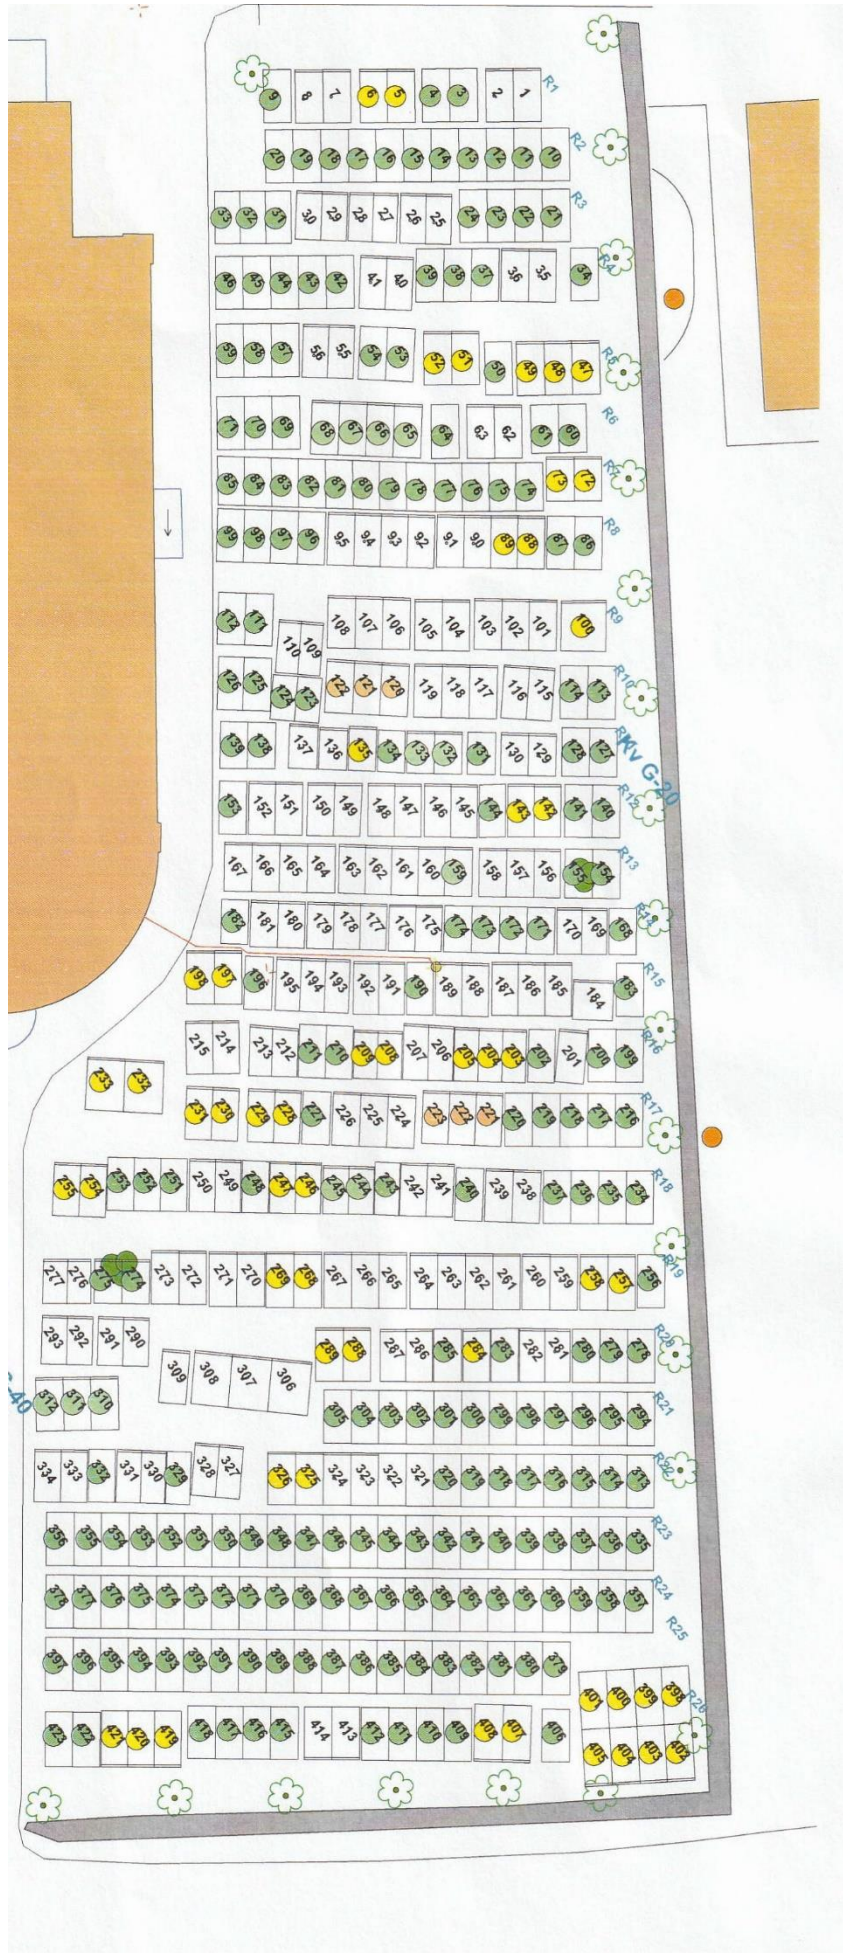 9 8 7 6 5 4 3 2 1 R1
20 19 18 17 16 15 14 13 12 11 10 R2
33 32 31 30 29 28 27 26 25 24 23 22 21 R3
46 45 44 43 42 41 40 39 38 37 36 35 34 R4
59 58 57 56 55 54 53 52 51 50 49 48 47 R5
71 70 69 68 67 66 65 64 63 62 61 60 R6
85 84 83 82 81 80 79 78 77 76 75 74 73 72 R7
99 98 97 96 95 94 93 92 91 90 89 88 87 86 R8
112 111 110 109 108 107 106 105 104 103 102 101 100 R9
126 125 124 123 122 121 120 119 118 117 116 115 114 113 R10
139 138 137 136 135 134 133 132 131 130 129 128 127
Kv G-20
153 152 151 150 149 148 147 146 145 144 143 142 141 140 R12
167 166 165 164 163 162 161 160 159 158 157 156 155 154 R13
182 181 180 179 178 177 176 175 174 173 172 171 170 169 168 R14
198 197 196 195 194 193 192 191 190 189 188 187 186 185 184 183 R15
215 214 213 212 211 210 209 208 207 206 205 204 203 202 201 200 199 R16
233 232 231 230 229 228 227 226 225 224 223 222 221 220 219 218 217 216 R17
255 254 253 252 251 250 249 248 247 246 245 244 243 242 241 240 239 238 237 236 235 234 R18
277 276 275 274 273 272 271 270 269 268 267 266 265 264 263 262 261 260 259 258 257 256 R19
293 292 291 290 289 288 287 286 285 284 283 282 281 280 279 278 R20
309 308 307 306
312 311 310 305 304 303 302 301 300 299 298 297 296 295 294 R21
334 333 332 331 330 329 328 327 326 325 324 323 322 321 320 319 318 317 316 315 314 313 R22
356 355 354 353 352 351 350 349 348 347 346 345 344 343 342 341 340 339 338 337 336 335 R23
378 377 376 375 374 373 372 371 370 369 368 367 366 365 364 363 362 361 360 359 358 357 R24
397 396 395 394 393 392 391 390 389 388 387 386 385 384 383 382 381 380 379 R25
401 400 399 398 R26
423 422 421 420 419 418 417 416 415 414 413 412 411 410 409 408 407 406 405 404 403 402